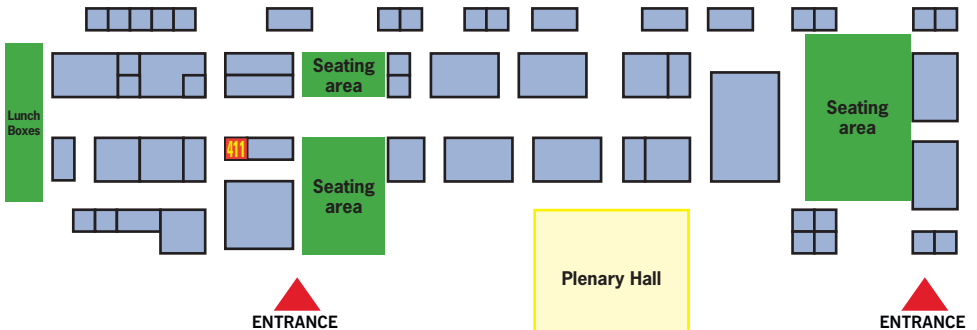 Seating
area
Lunch
Boxes
Seating
area
411
Seating
area
Plenary Hall
ENTRANCE
ENTRANCE